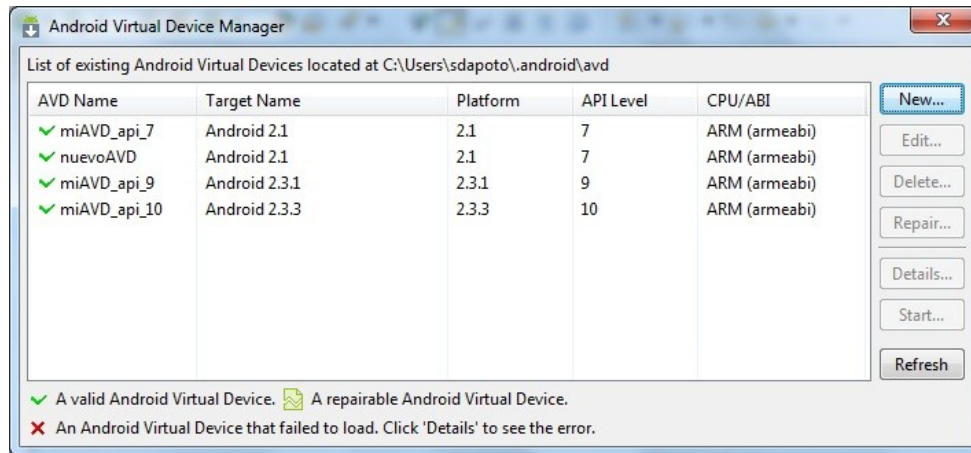 Android Virtual Device Manager
List of existing Android Virtual Devices located at C:\Users\sdapoto\.android\avd
AVD Name Target Name Platform API Level CPU/ABI
miAVD_api_7 Android 2.1 2.1 7 ARM (armeabi)
nuevoAVD Android 2.1 2.1 7 ARM (armeabi)
miAVD_api_9 Android 2.3.1 2.3.1 9 ARM (armeabi)
miAVD_api_10 Android 2.3.3 2.3.3 10 ARM (armeabi)
New...
Edit...
Delete...
Repair...
Details...
Start...
Refresh
A valid Android Virtual Device. A repairable Android Virtual Device.
An Android Virtual Device that failed to load. Click 'Details' to see the error.